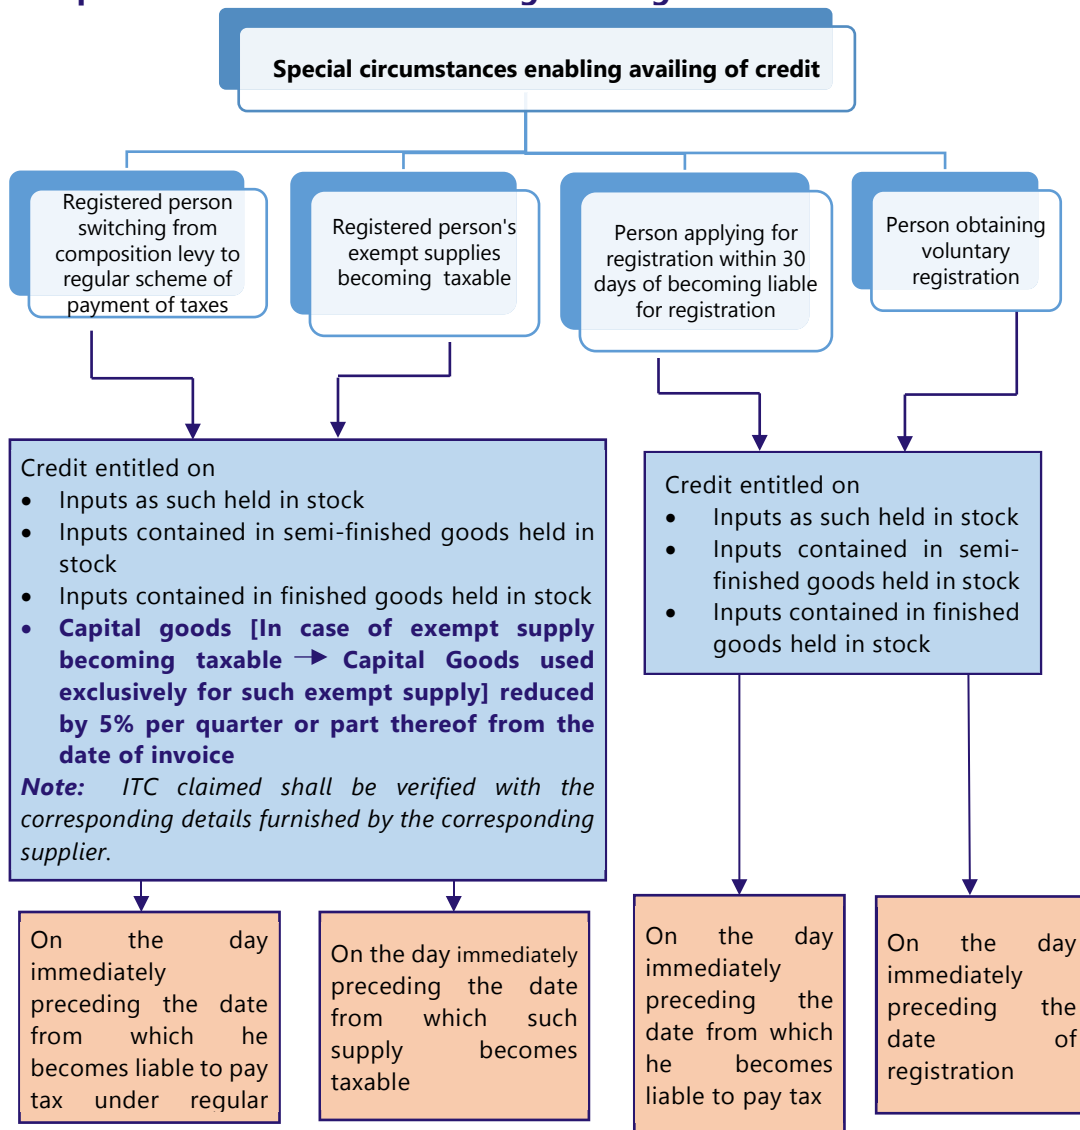 Special circumstances enabling availing of credit
Registered person
switching from
composition levy to
regular scheme of
payment of taxes
Registered person's
exempt supplies
becoming taxable
Person applying for
registration within 30
days of becoming liable
for registration
Person obtaining
voluntary
registration
Credit entitled on
• Inputs as such held in stock
• Inputs contained in semi-finished goods held in
stock
• Inputs contained in finished goods held in stock
• Capital goods [In case of exempt supply
becoming taxable → Capital Goods used
exclusively for such exempt supply] reduced
by 5% per quarter or part thereof from the
date of invoice
Note: ITC claimed shall be verified with the
corresponding details furnished by the corresponding
supplier.
Credit entitled on
• Inputs as such held in stock
• Inputs contained in semi-
finished goods held in stock
• Inputs contained in finished
goods held in stock
On the day
immediately
preceding the date
from which he
becomes liable to pay
tax under regular
On the day immediately
preceding the date
from which such
supply becomes
taxable
On the day
immediately
preceding the
date from which
he becomes
liable to pay tax
On the day
immediately
preceding the
date of
registration